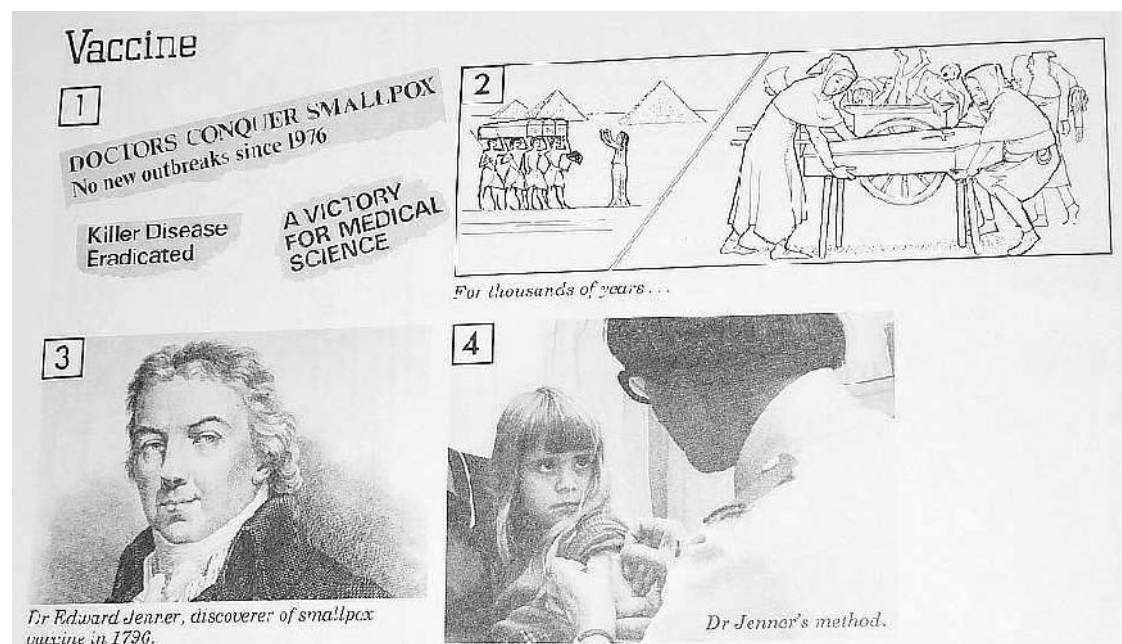 Vaccine
1
DOCTORS CONQUER SMALLPOX
No new outbreaks since 1976
Killer Disease
Eradicated
A VICTORY
FOR MEDICAL
SCIENCE
2
For thousands of years...
3
Dr Edward Jenner, discoverer of smallpox
vaccine in 1796.
4
Dr Jenner's method.